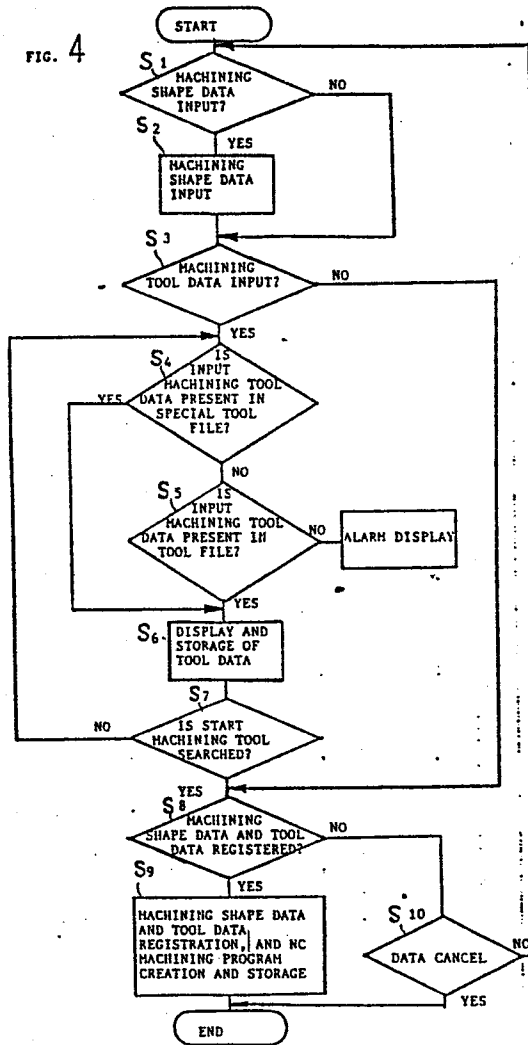 FIG. 4
START
S1
MACHINING
SHAPE DATA
INPUT?
NO
YES
S2
MACHINING
SHAPE DATA
INPUT
S3
MACHINING
TOOL DATA INPUT?
NO
YES
S4
IS
INPUT
MACHINING TOOL
DATA PRESENT IN
SPECIAL TOOL
FILE?
YES
NO
S5
IS
INPUT
MACHINING TOOL
DATA PRESENT IN
TOOL FILE?
NO
ALARM DISPLAY
YES
S6
DISPLAY AND
STORAGE OF
TOOL DATA
S7
IS START
MACHINING TOOL
SEARCHED?
NO
YES
S8
MACHINING
SHAPE DATA AND TOOL
DATA REGISTERED?
NO
YES
S9
MACHINING SHAPE DATA
AND TOOL DATA
REGISTRATION, AND NC
MACHINING PROGRAM
CREATION AND STORAGE
S10
DATA CANCEL
NO
YES
END